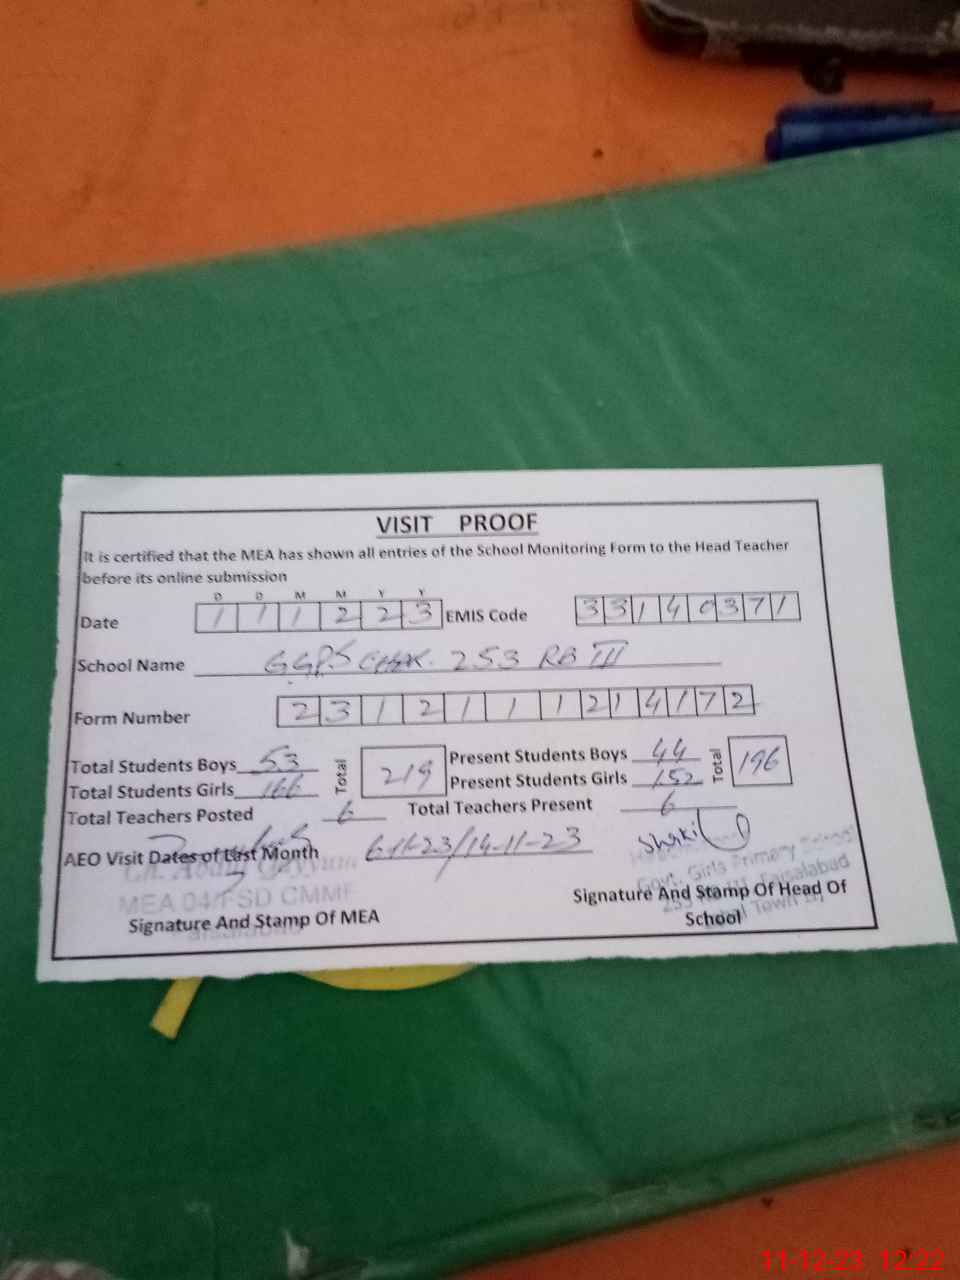 VISIT PROOF
It is certified that the MEA has shown all entries of the School Monitoring Form to the Head Teacher
before its online submission
D D M M Y Y
Date 1 1 1 2 2 3 EMIS Code 3 3 1 4 0 3 7 1
School Name GGPS CHAK. 253 RB III
Form Number 2 3 1 2 1 1 1 2 1 4 1 7 2
Total Students Boys 53 Total 219 Present Students Boys 44 Total 196
Total Students Girls 166 Present Students Girls 152
Total Teachers Posted 6 Total Teachers Present 6
AEO Visit Dates of Last Month 6-11-23/14-11-23 Shakil
Govt. Girls Primary School
Faisalabad
MEA 04 FSD CMMF
Signature And Stamp Of MEA
Signature And Stamp Of Head Of
School
11-12-23 12:22